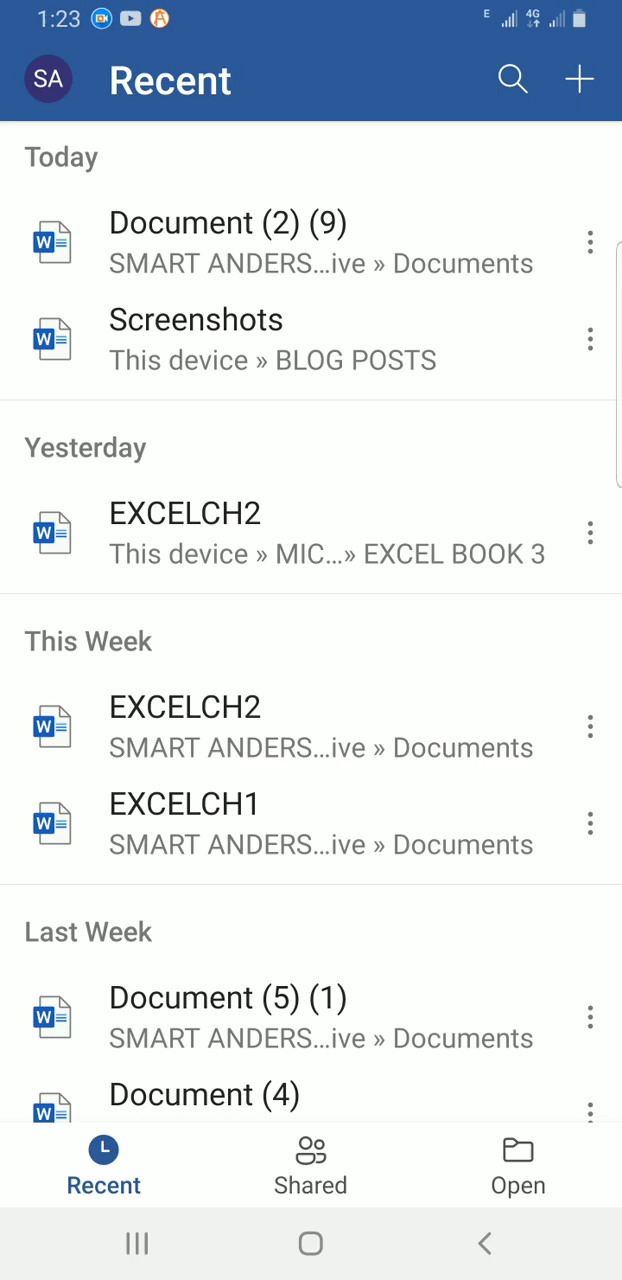 1:23
E 4G
SA Recent
Today
Document (2) (9)
SMART ANDERS...ive » Documents
Screenshots
This device » BLOG POSTS
Yesterday
EXCELCH2
This device » MIC...» EXCEL BOOK 3
This Week
EXCELCH2
SMART ANDERS...ive » Documents
EXCELCH1
SMART ANDERS...ive » Documents
Last Week
Document (5) (1)
SMART ANDERS...ive » Documents
Document (4)
Recent Shared Open